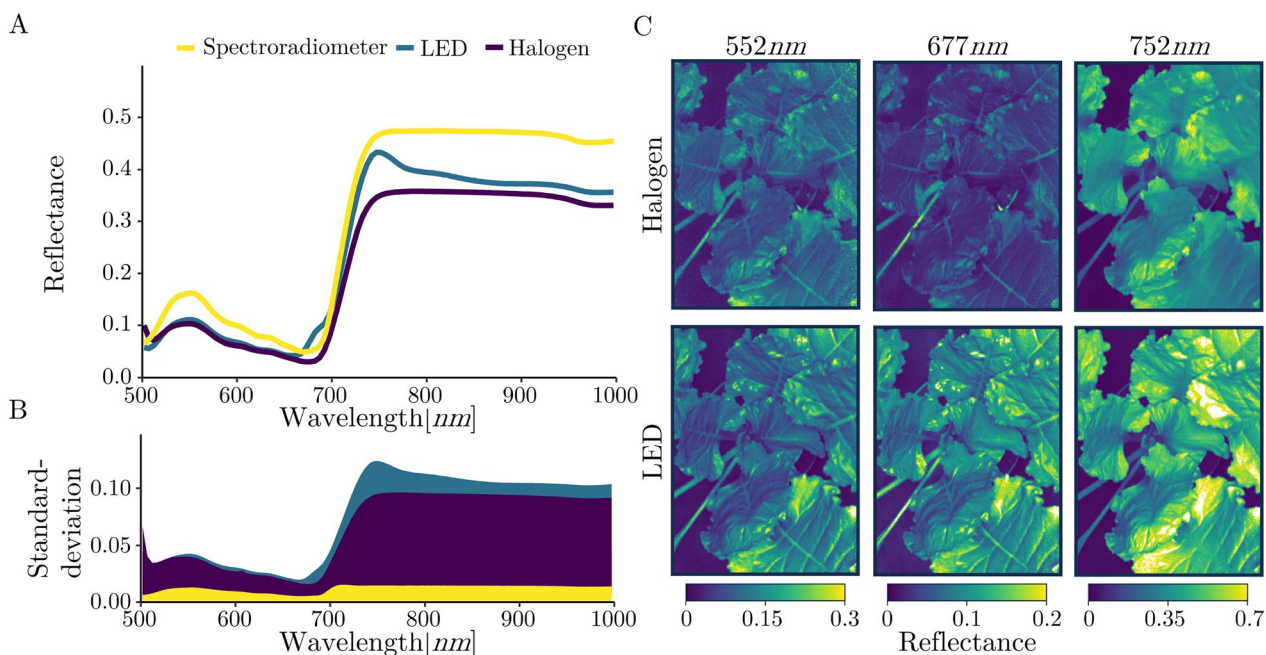 A
Spectroradiometer LED Halogen
Reflectance
0.5
0.4
0.3
0.2
0.1
0.0
500 600 700 800 900 1000
Wavelength[nm]
B
Standard-
deviation
0.10
0.05
0.00
500 600 700 800 900 1000
Wavelength[nm]
C
552nm 677nm 752nm
Halogen
LED
0 0.15 0.3 0 0.1 0.2 0 0.35 0.7
Reflectance